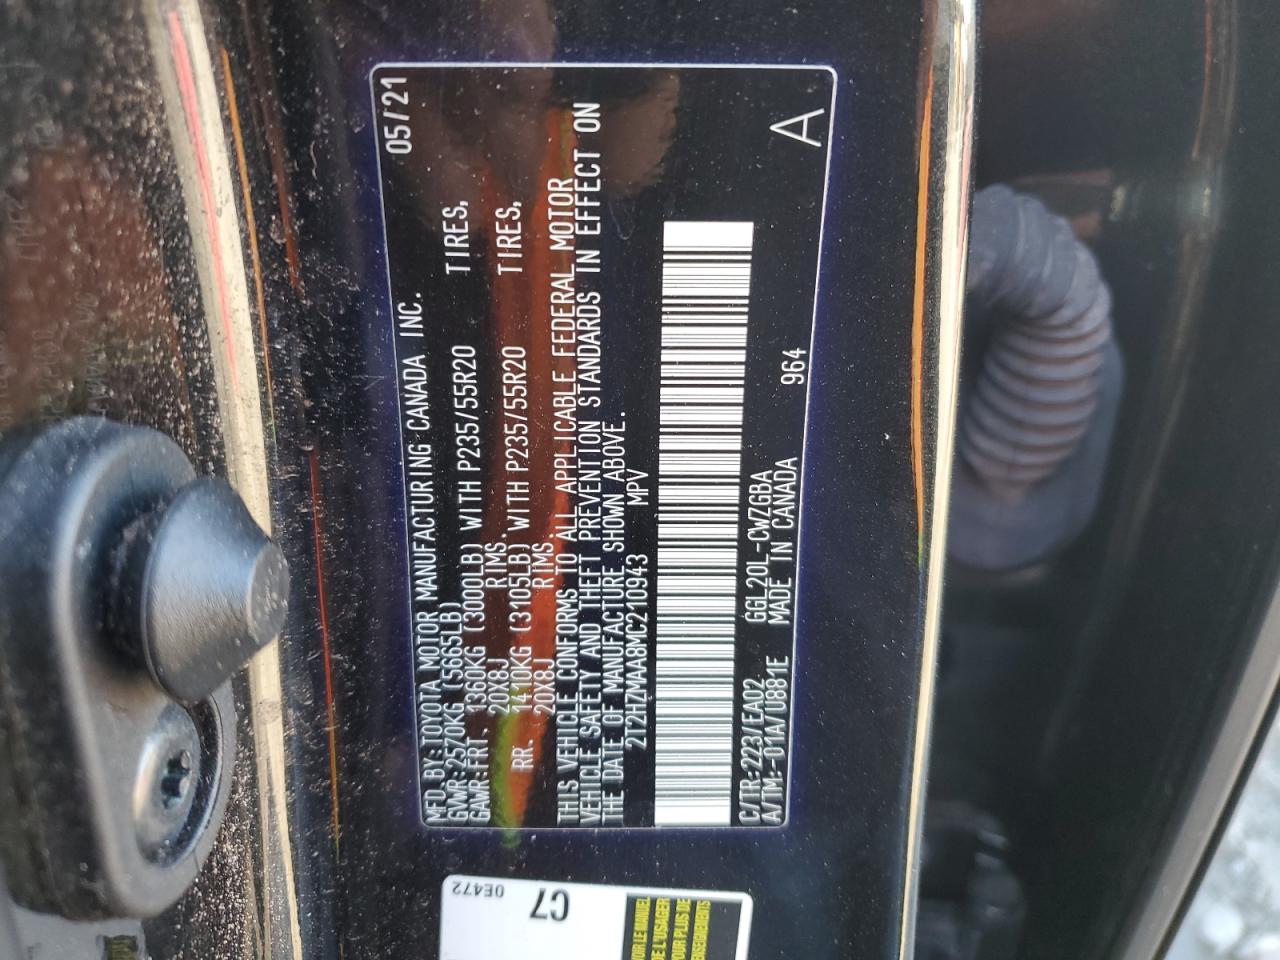 MFD. BY: TOYOTA MOTOR MANUFACTURING CANADA INC. 05/21
GVWR: 2570KG (5665LB)
GAWR: FRT. 1360KG (3000LB) WITH P235/55R20 TIRES,
20X8J RIMS,
RR. 1410KG (3105LB) WITH P235/55R20 TIRES,
20X8J RIMS
THIS VEHICLE CONFORMS TO ALL APPLICABLE FEDERAL MOTOR
VEHICLE SAFETY AND THEFT PREVENTION STANDARDS IN EFFECT ON
THE DATE OF MANUFACTURE SHOWN ABOVE.
2T2HZMAA8MC210943 MPV
C/TR: 223/EA02 GGL20L-CWZGBA
A/TM: -01A/U881E MADE IN CANADA 964
A
0E472
C7
DE L'USAGER